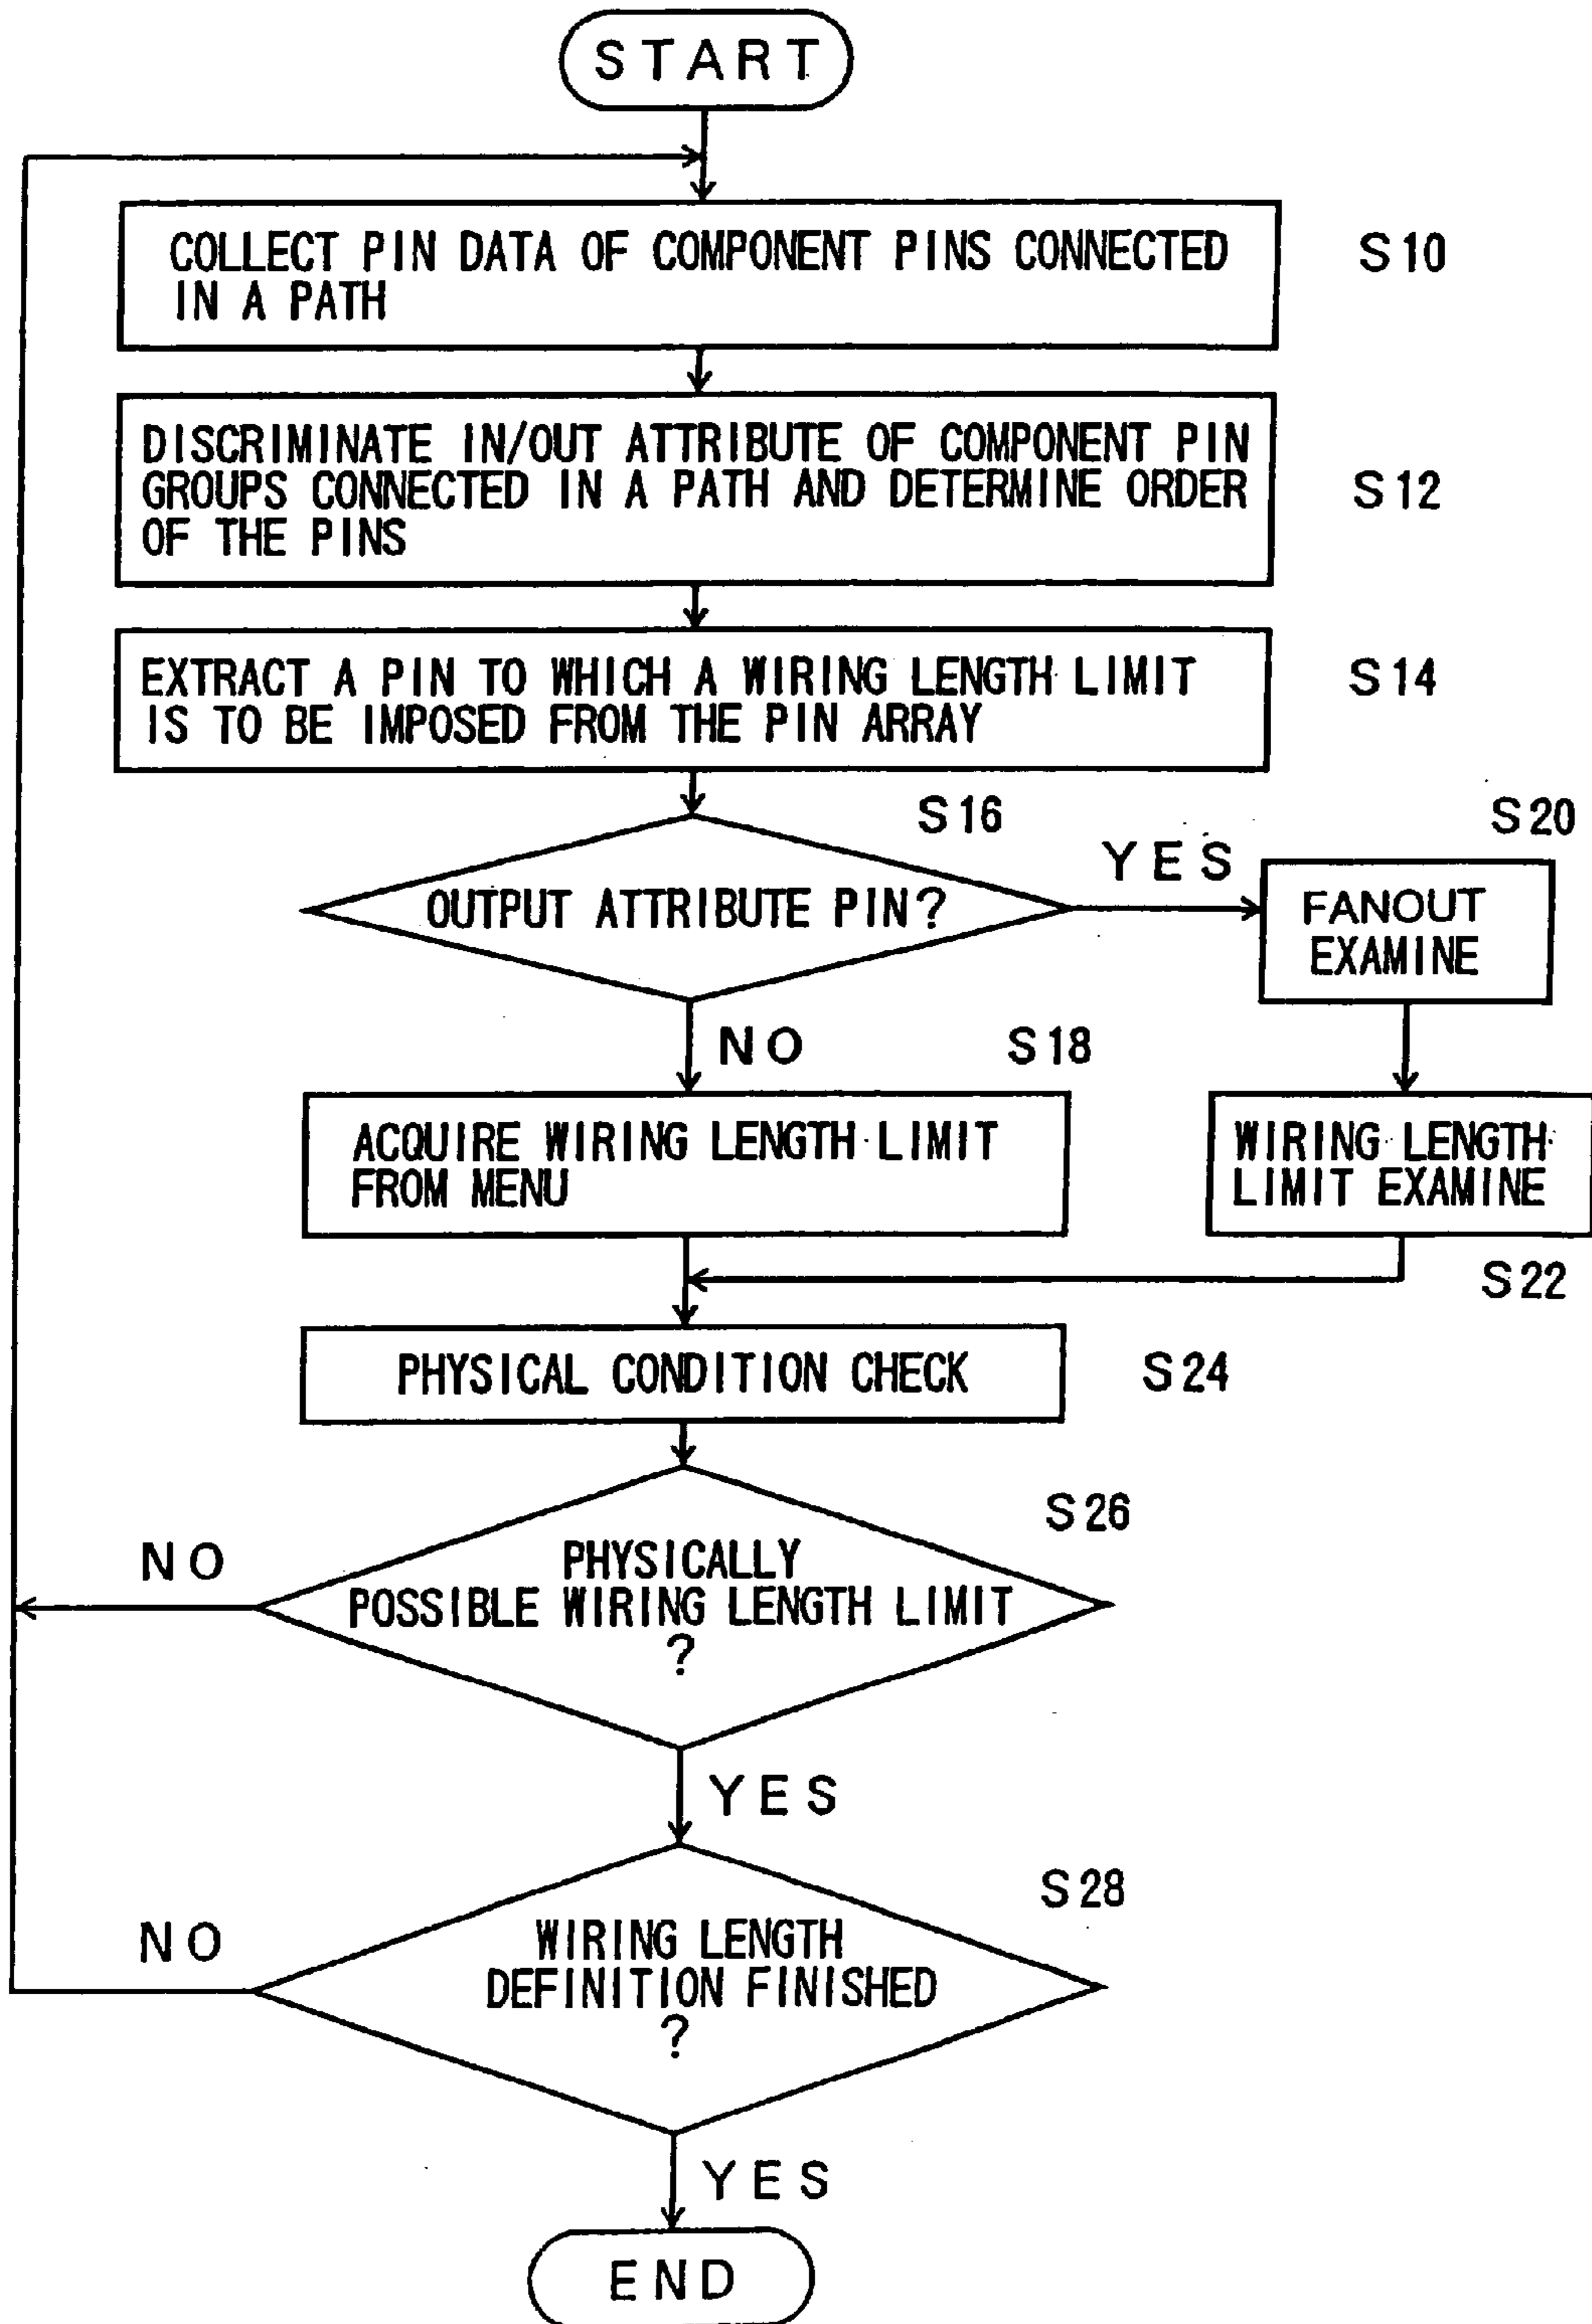 START
COLLECT PIN DATA OF COMPONENT PINS CONNECTED
IN A PATH
S10
DISCRIMINATE IN/OUT ATTRIBUTE OF COMPONENT PIN
GROUPS CONNECTED IN A PATH AND DETERMINE ORDER
OF THE PINS
S12
EXTRACT A PIN TO WHICH A WIRING LENGTH LIMIT
IS TO BE IMPOSED FROM THE PIN ARRAY
S14
S16
OUTPUT ATTRIBUTE PIN?
YES
S20
FANOUT
EXAMINE
NO
S18
ACQUIRE WIRING LENGTH LIMIT
FROM MENU
WIRING LENGTH
LIMIT EXAMINE
S22
PHYSICAL CONDITION CHECK
S24
S26
PHYSICALLY
POSSIBLE WIRING LENGTH LIMIT
?
NO
YES
S28
WIRING LENGTH
DEFINITION FINISHED
?
NO
YES
END